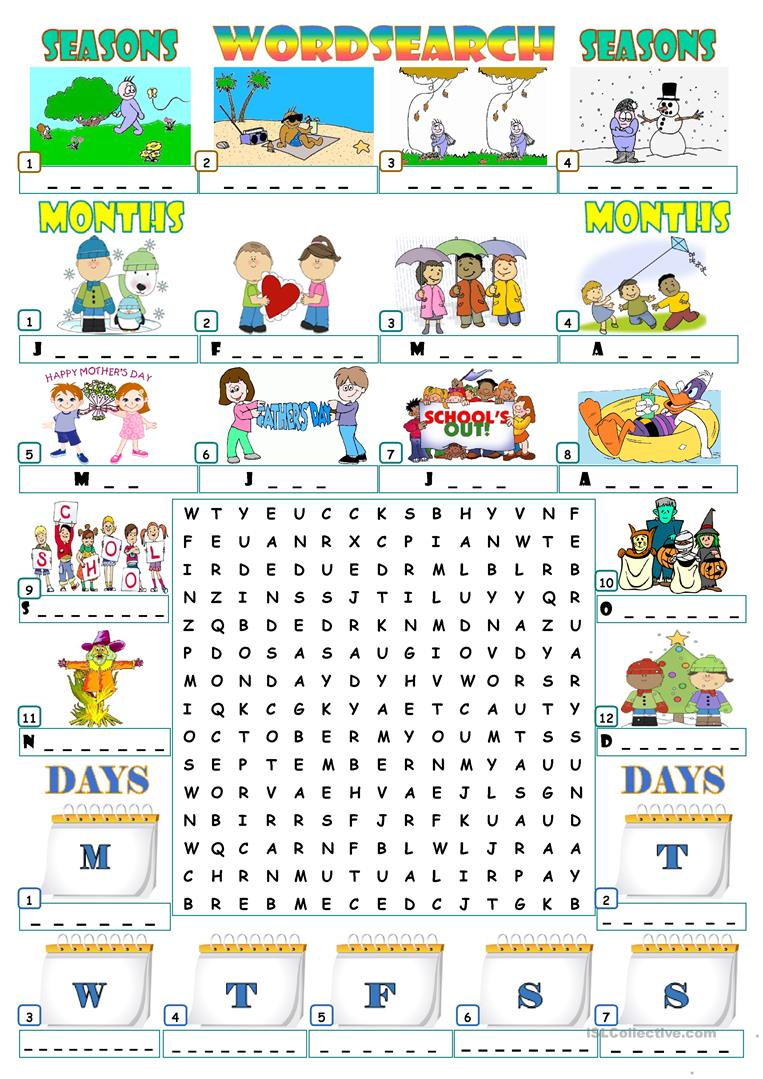 SEASONS WORDSEARCH SEASONS
1 2 3 4
_ _ _ _ _ _ _ _ _ _ _ _ _ _ _ _ _ _ _ _ _ _ _ _
MONTHS MONTHS
1 2 3 4
J _ _ _ _ _ _ F _ _ _ _ _ _ _ M _ _ _ _ A _ _ _ _
HAPPY MOTHER'S DAY
FATHER'S DAY
SCHOOL'S
OUT!
5 6 7 8
M _ _ J _ _ _ J _ _ _ A _ _ _ _ _
W T Y E U C C K S B H Y V N F
F E U A N R X C P I A N W T E
I R D E D U E D R M L B L R B
N Z I N S S J T I L U Y Y Q R
Z Q B D E D R K N M D N A Z U
P D O S A S A U G I O V D Y A
M O N D A Y D Y H V W O R S R
I Q K C G K Y A E T C A U T Y
O C T O B E R M Y O U M T S S
S E P T E M B E R N M Y A U U
W O R V A E H V A E J L S G N
N B I R R S F J R F K U A U D
W Q C A R N F B L W L J R A A
C H R N M U T U A L I R P A Y
B R E B M E C E D C J T G K B
SCHOOL
9
S _ _ _ _ _ _ _ _
10
O _ _ _ _ _ _
11
N _ _ _ _ _ _ _
12
D _ _ _ _ _ _ _
DAYS DAYS
M T
1 2
_ _ _ _ _ _ _ _ _ _ _ _ _
W T F S S
3 4 5 6 7
_ _ _ _ _ _ _ _ _ _ _ _ _ _ _ _ _ _ _ _ _ _ _ _ _ _ _ _ _ _ _ _ _ _ _ _ _
iSLCollective.com